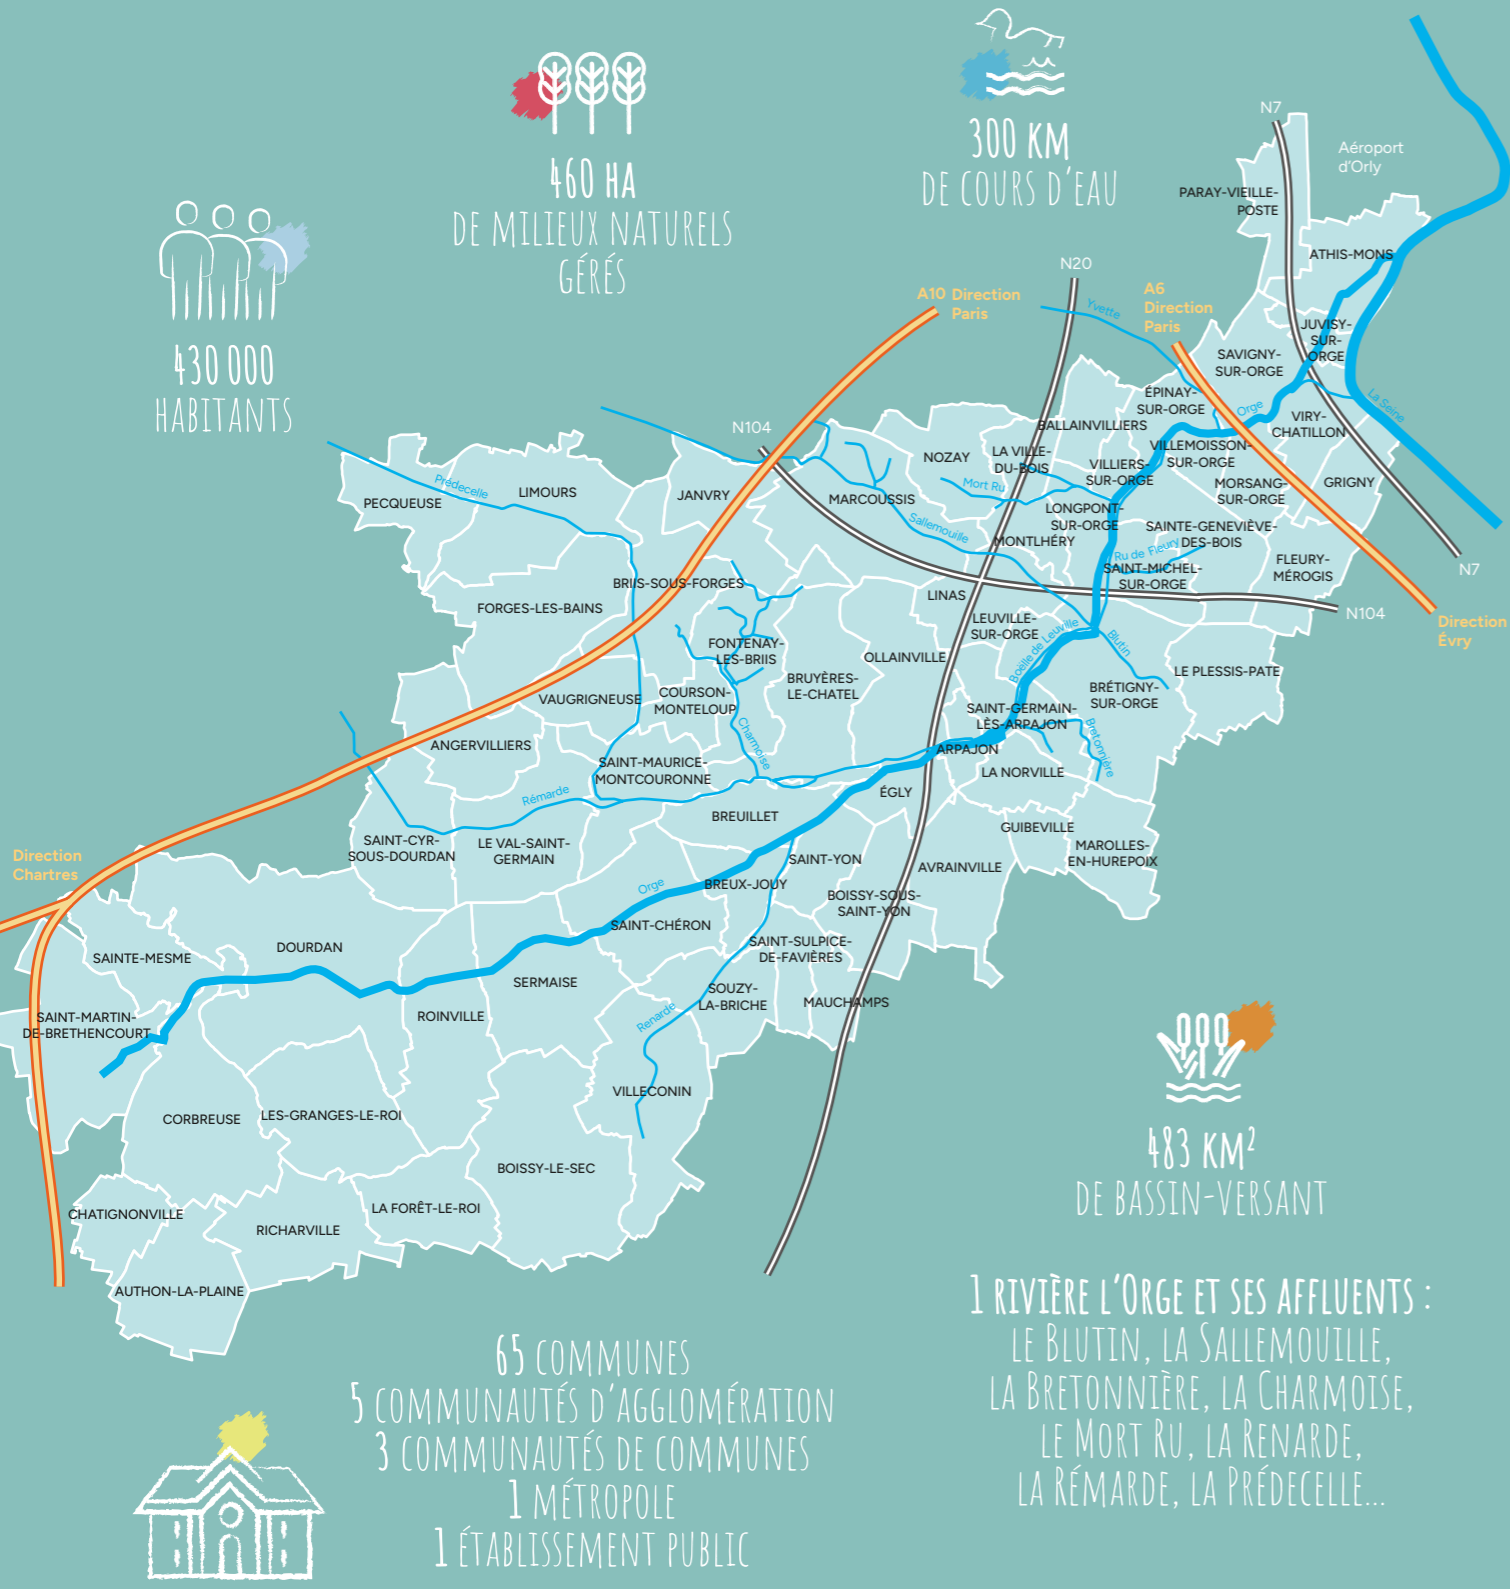 460 HA
DE MILIEUX NATURELS
GÉRÉS
300 KM
DE COURS D'EAU
430 000
HABITANTS
N7
Aéroport
d'Orly
PARAY-VIEILLE-
POSTE
ATHIS-MONS
N20
A10 Direction
Paris
A6
Direction
Paris
Yvette
JUVISY-
SUR-
ORGE
SAVIGNY-
SUR-ORGE
ÉPINAY-
SUR-ORGE
Orge
La Seine
VIRY-
CHATILLON
N104
BALLAINVILLIERS
VILLEMOISSON-
SUR-ORGE
NOZAY
LA VILLE-
DU-BOIS
VILLIERS-
SUR-ORGE
MORSANG-
SUR-ORGE
GRIGNY
Prédecelle
LIMOURS
PECQUEUSE
JANVRY
MARCOUSSIS
Mort Ru
LONGPONT-
SUR-ORGE
Sallemouille
MONTLHÉRY
SAINTE-GENEVIÈVE-
DES-BOIS
Ru de Fleury
SAINT-MICHEL-
SUR-ORGE
FLEURY-
MÉROGIS
N7
BRIIS-SOUS-FORGES
FORGES-LES-BAINS
LINAS
N104
Direction
Évry
LEUVILLE-
SUR-ORGE
Boëlle de Leuville
Blutin
FONTENAY-
LES-BRIIS
OLLAINVILLE
BRUYÈRES-
LE-CHATEL
LE PLESSIS-PATE
BRÉTIGNY-
SUR-ORGE
VAUGRIGNEUSE
COURSON-
MONTELOUP
SAINT-GERMAIN-
LÈS-ARPAJON
Bretonnière
ANGERVILLIERS
Charmoise
ARPAJON
SAINT-MAURICE-
MONTCOURONNE
LA NORVILLE
Rémarde
ÉGLY
BREUILLET
GUIBEVILLE
SAINT-CYR-
SOUS-DOURDAN
LE VAL-SAINT-
GERMAIN
MAROLLES-
EN-HUREPOIX
Direction
Chartres
SAINT-YON
AVRAINVILLE
Orge
BREUX-JOUY
BOISSY-SOUS-
SAINT-YON
SAINT-CHÉRON
DOURDAN
SAINTE-MESME
SAINT-SULPICE-
DE-FAVIÈRES
SERMAISE
SOUZY-
LA-BRICHE
MAUCHAMPS
ROINVILLE
SAINT-MARTIN-
DE-BRETHENCOURT
Renarde
VILLECONIN
CORBREUSE
LES-GRANGES-LE-ROI
BOISSY-LE-SEC
CHATIGNONVILLE
LA FORÊT-LE-ROI
RICHARVILLE
AUTHON-LA-PLAINE
483 KM²
DE BASSIN-VERSANT
1 RIVIÈRE L'ORGE ET SES AFFLUENTS :
LE BLUTIN, LA SALLEMOUILLE,
LA BRETONNIÈRE, LA CHARMOISE,
LE MORT RU, LA RENARDE,
LA RÉMARDE, LA PRÉDECELLE...
65 COMMUNES
5 COMMUNAUTÉS D'AGGLOMÉRATION
3 COMMUNAUTÉS DE COMMUNES
1 MÉTROPOLE
1 ÉTABLISSEMENT PUBLIC